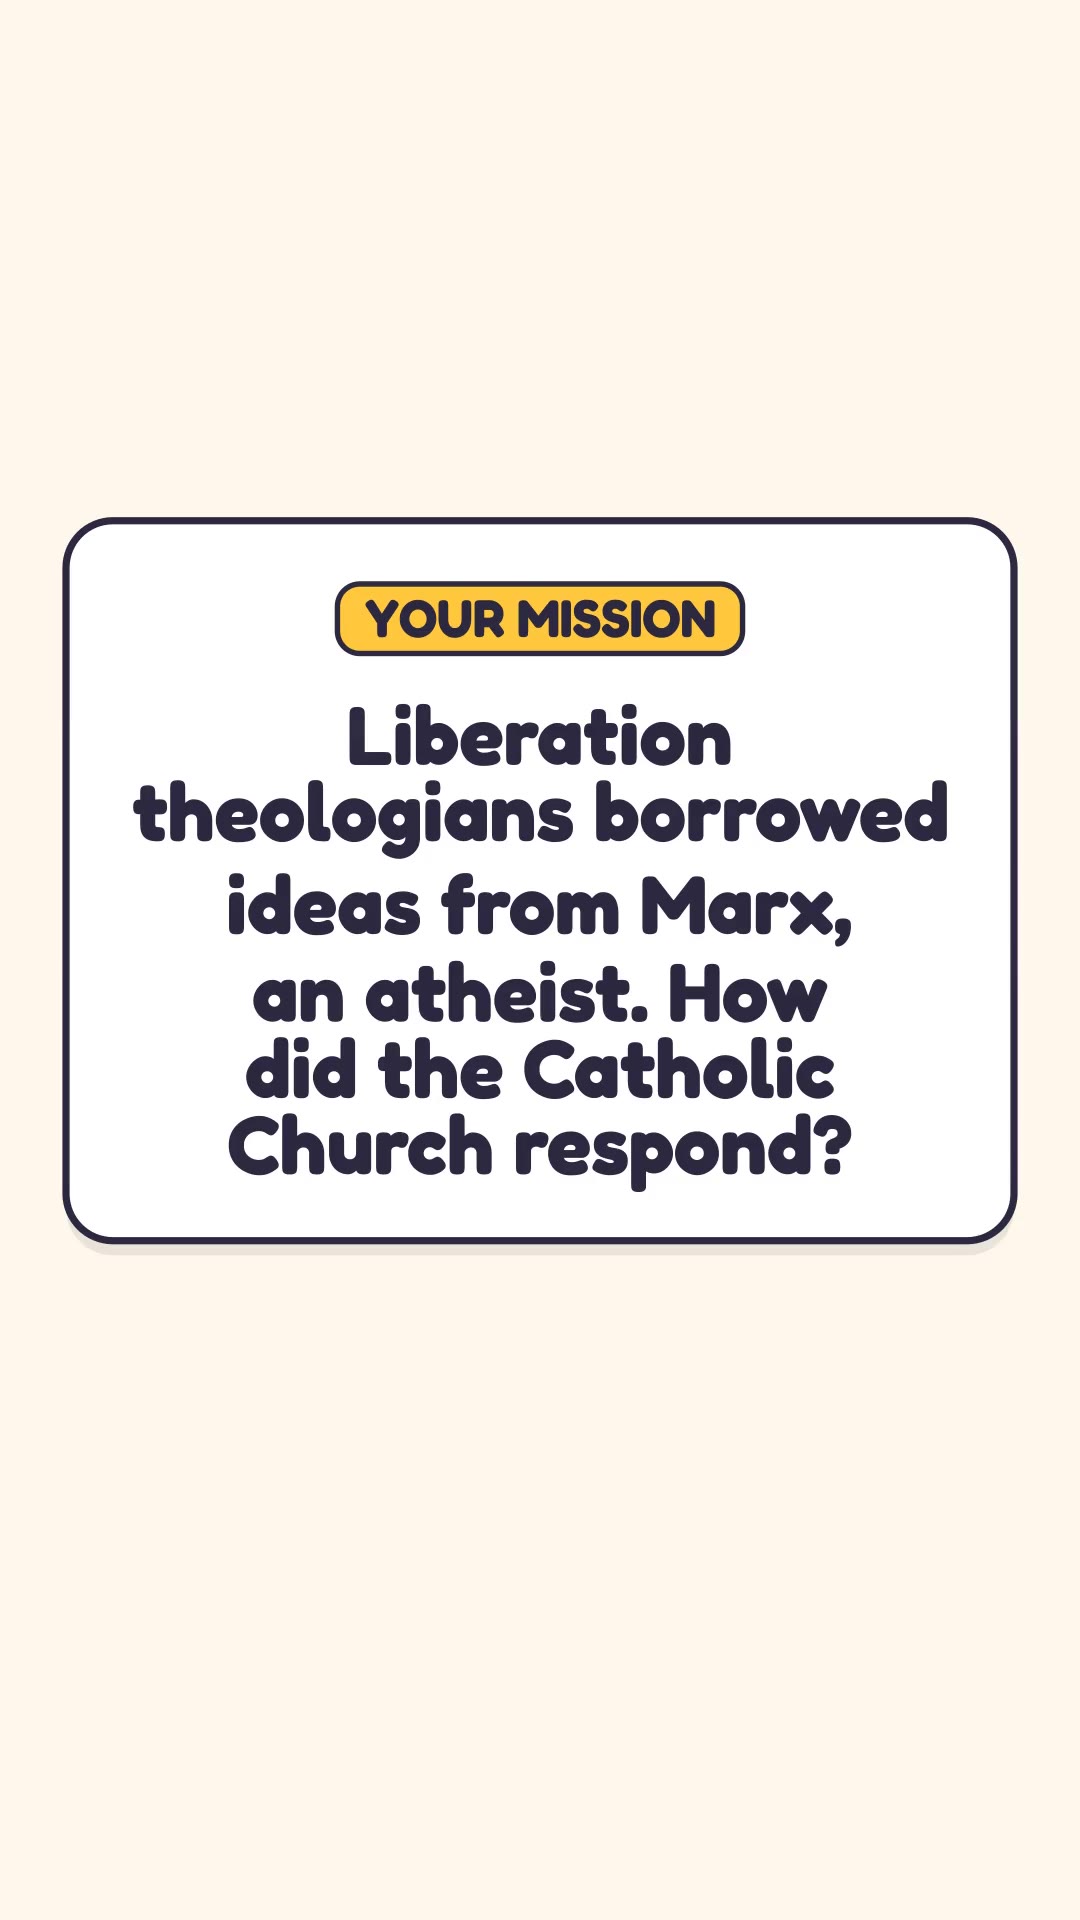 YOUR MISSION
Liberation
theologians borrowed
ideas from Marx,
an atheist. How
did the Catholic
Church respond?